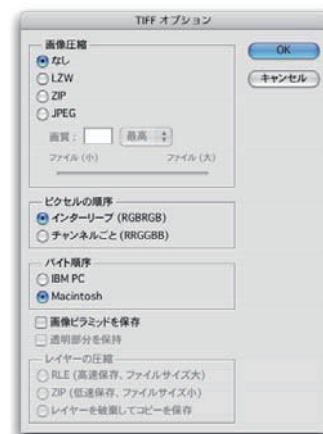 TIFF オプション
画像圧縮
なし
LZW
ZIP
JPEG
画質： 最高
ファイル (小) ファイル (大)
ピクセルの順序
インターリーブ (RGBRGB)
チャンネルごと (RRGGBB)
バイト順序
IBM PC
Macintosh
画像ピラミッドを保存
透明部分を保持
レイヤーの圧縮
RLE (高速保存、ファイルサイズ大)
ZIP (低速保存、ファイルサイズ小)
レイヤーを破棄してコピーを保存
OK
キャンセル